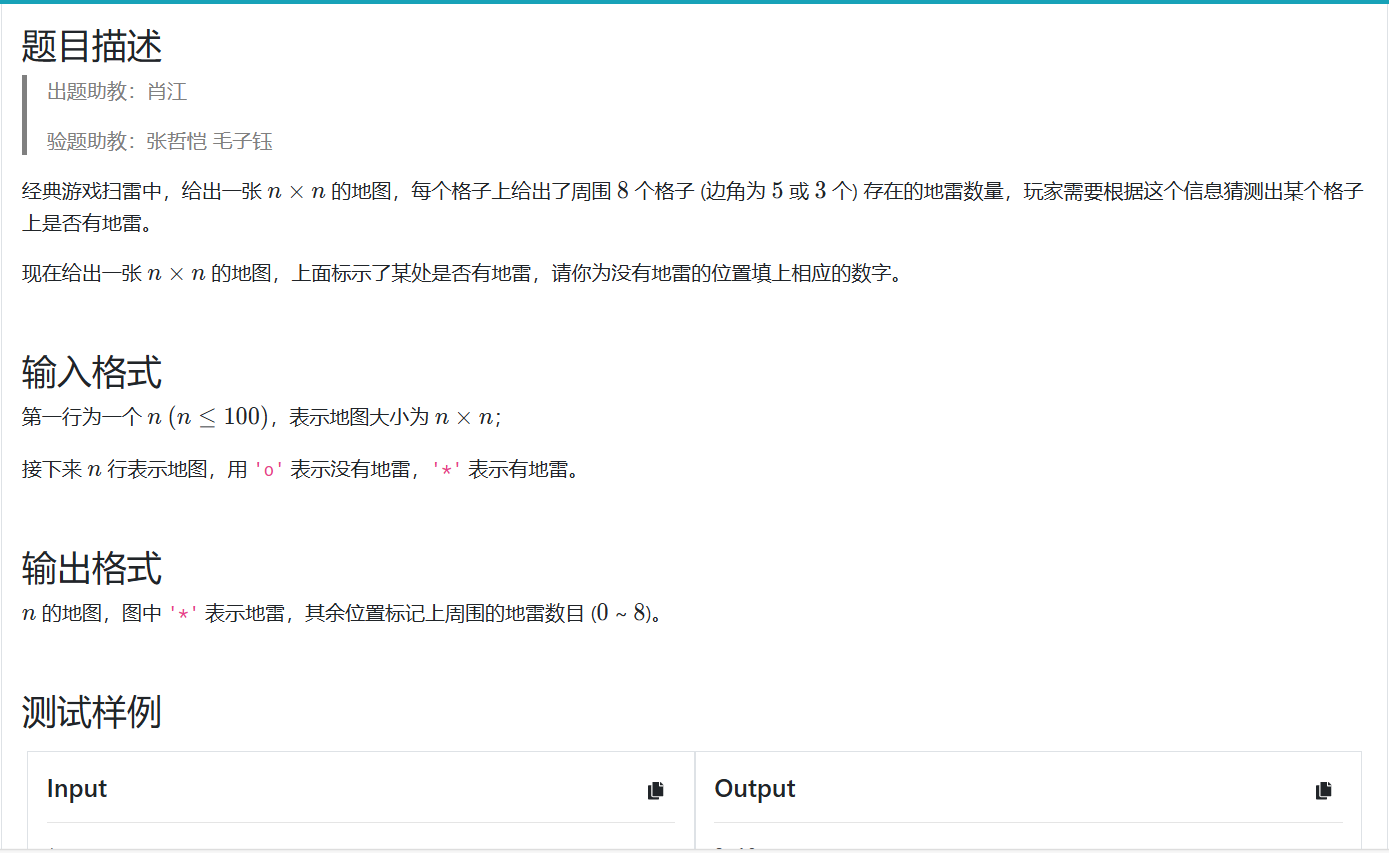 题目描述
出题助教：肖江
验题助教：张哲恺 毛子钰
经典游戏扫雷中，给出一张 n × n 的地图，每个格子上给出了周围 8 个格子 (边角为 5 或 3 个) 存在的地雷数量，玩家需要根据这个信息猜测出某个格子
上是否有地雷。
现在给出一张 n × n 的地图，上面标示了某处是否有地雷，请你为没有地雷的位置填上相应的数字。
输入格式
第一行为一个 n (n ≤ 100)，表示地图大小为 n × n；
接下来 n 行表示地图，用 'o' 表示没有地雷，'*' 表示有地雷。
输出格式
n 的地图，图中 '*' 表示地雷，其余位置标记上周围的地雷数目 (0 ~ 8)。
测试样例
Input
Output